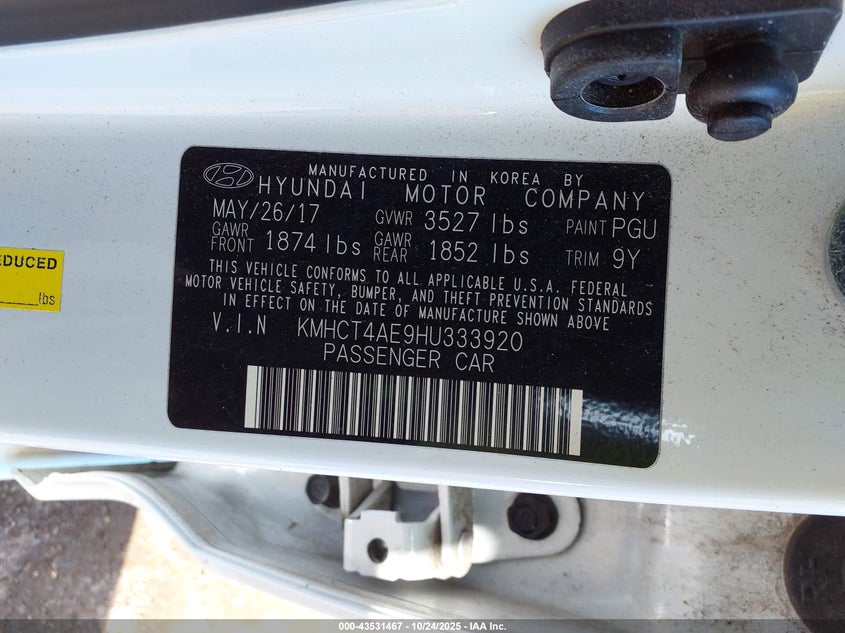 MANUFACTURED IN KOREA BY
HYUNDAI MOTOR COMPANY
MAY/26/17 GVWR 3527 lbs PAINT PGU
GAWR FRONT 1874 lbs GAWR REAR 1852 lbs TRIM 9Y
THIS VEHICLE CONFORMS TO ALL APPLICABLE U.S.A. FEDERAL
MOTOR VEHICLE SAFETY, BUMPER, AND THEFT PREVENTION STANDARDS
IN EFFECT ON THE DATE OF MANUFACTURE SHOWN ABOVE
V.I.N KMHCT4AE9HU333920
PASSENGER CAR
EDUCED
lbs
000-43531467 - 10/24/2025 - IAA Inc.